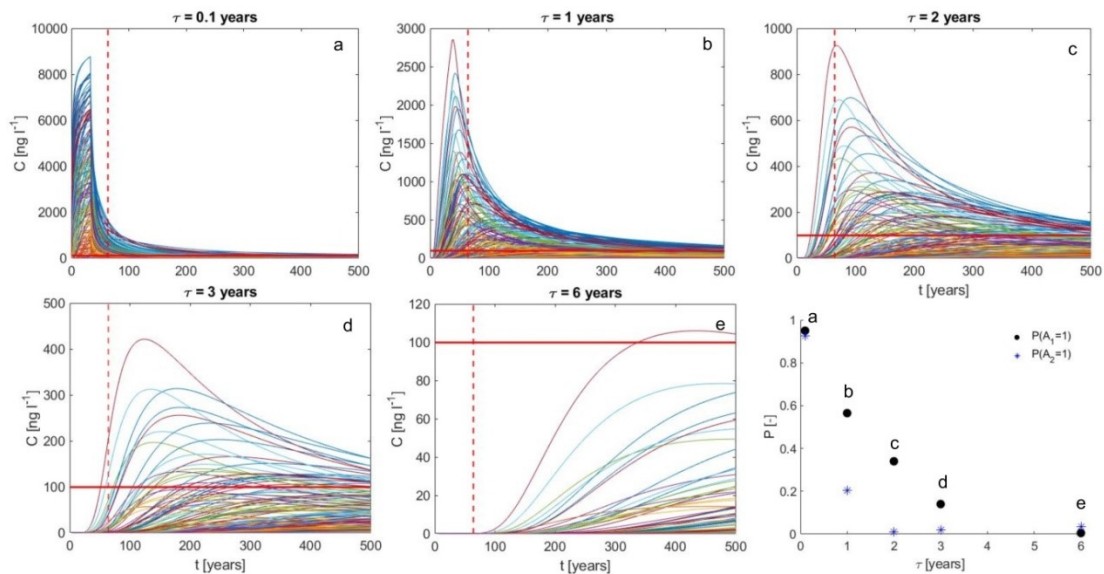 τ = 0.1 years
a
C [ng l⁻¹]
10000
8000
6000
4000
2000
0
0 100 200 300 400 500
τ = 1 years
b
C [ng l⁻¹]
3000
2500
2000
1500
1000
500
0
0 100 200 300 400 500
τ = 2 years
c
C [ng l⁻¹]
1000
800
600
400
200
0
0 100 200 300 400 500
t [years]
τ = 3 years
d
C [ng l⁻¹]
500
400
300
200
100
0
0 100 200 300 400 500
t [years]
τ = 6 years
e
C [ng l⁻¹]
120
100
80
60
40
20
0
0 100 200 300 400 500
t [years]
a
P(A₁=1)
P(A₂=1)
b
c
d
e
P [-]
1
0.8
0.6
0.4
0.2
0
0 1 2 3 4 5 6
τ [years]